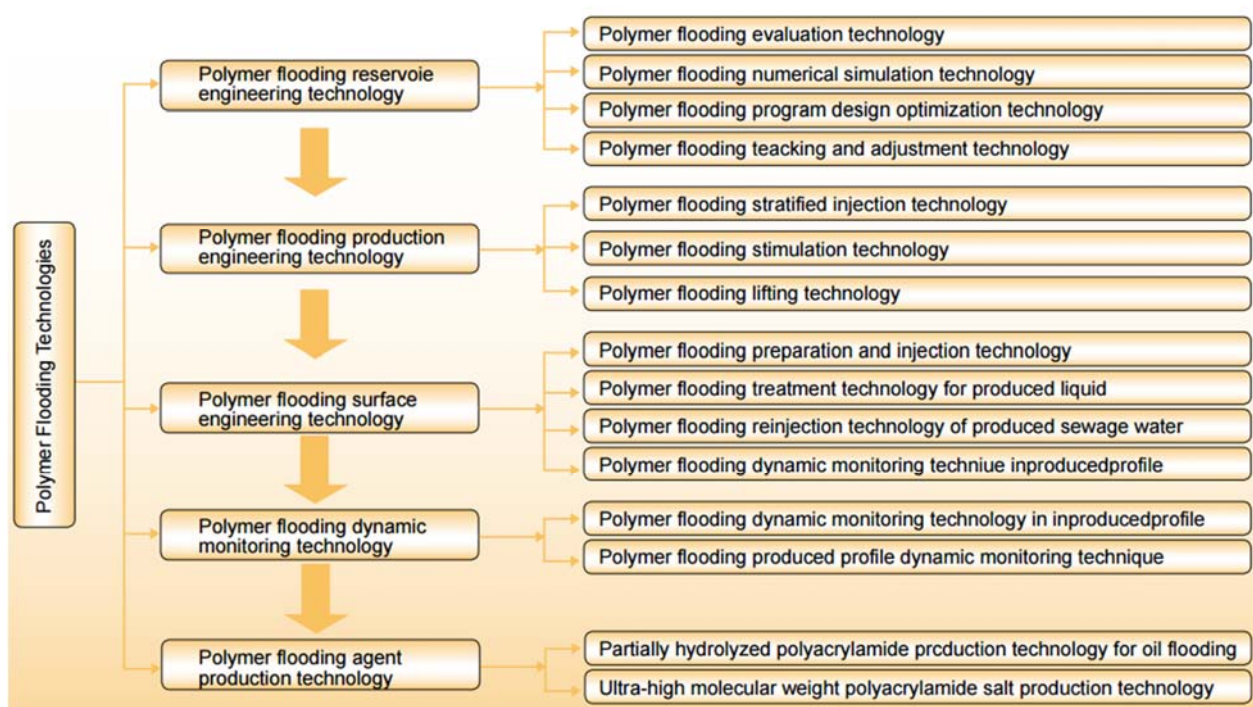 Polymer Flooding Technologies
Polymer flooding reservoie
engineering technology
Polymer flooding evaluation technology
Polymer flooding numerical simulation technology
Polymer flooding program design optimization technology
Polymer flooding teacking and adjustment technology
Polymer flooding production
engineering technology
Polymer flooding stratified injection technology
Polymer flooding stimulation technology
Polymer flooding lifting technology
Polymer flooding surface
engineering technology
Polymer flooding preparation and injection technology
Polymer flooding treatment technology for produced liquid
Polymer flooding reinjection technology of produced sewage water
Polymer flooding dynamic monitoring techniue inproducedprofile
Polymer flooding dynamic
monitoring technology
Polymer flooding dynamic monitoring technology in inproducedprofile
Polymer flooding produced profile dynamic monitoring technique
Polymer flooding agent
production technology
Partially hydrolyzed polyacrylamide prcduction technology for oil flooding
Ultra-high molecular weight polyacrylamide salt production technology